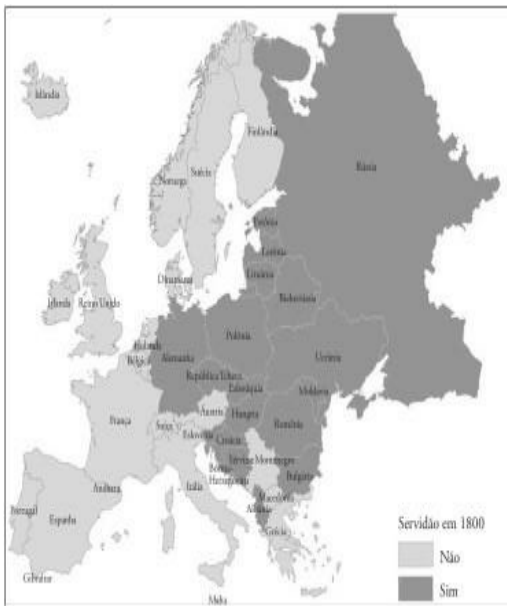 Islândia
Finlândia
Rússia
Noruega
Suécia
Estônia
Letônia
Lituânia
Dinamarca
Bielorrússia
Irlanda
Reino Unido
Holanda
Polônia
Bélgica
Alemanha
Ucrânia
República Tcheca
Eslováquia
Moldova
Áustria
Hungria
França
Suíça
Eslovênia
Croácia
Romênia
Bósnia-
Herzegovina
Sérvia e Montenegro
Bulgária
Andorra
Itália
Macedônia
Albânia
Portugal
Espanha
Grécia
Gibraltar
Malta
Servidão em 1800
Não
Sim